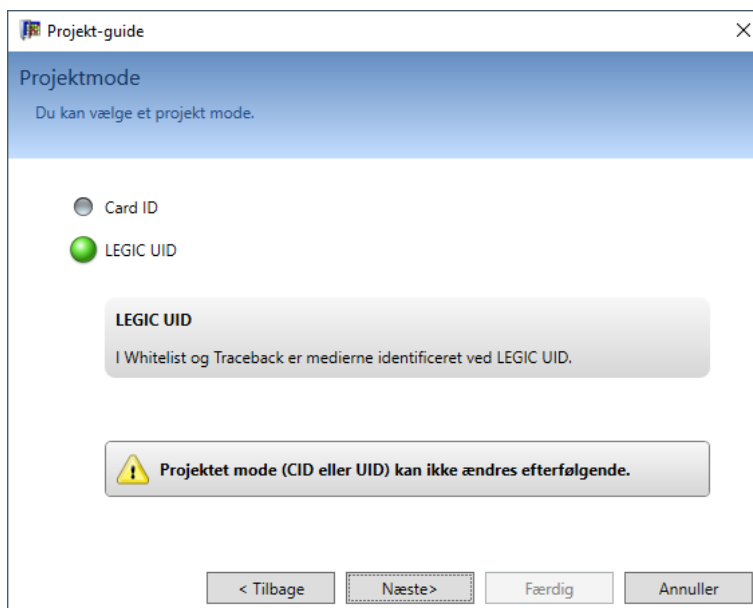 Projekt-guide
Projektmode
Du kan vælge et projekt mode.
Card ID
LEGIC UID
LEGIC UID
I Whitelist og Traceback er medierne identificeret ved LEGIC UID.
Projektet mode (CID eller UID) kan ikke ændres efterfølgende.
< Tilbage
Næste>
Færdig
Annuller